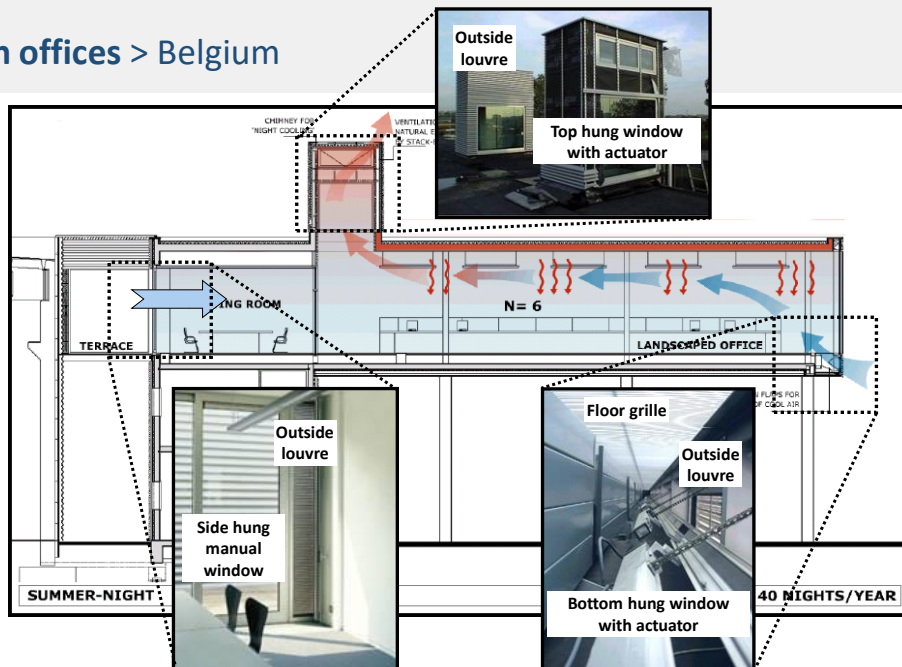 offices > Belgium
Outside
louvre
Top hung window
with actuator
CHIMNEY FOR
"NIGHT COOLING"
NATURAL
ING ROOM
N= 6
TERRACE
LANDSCAPED OFFICE
FLAPS FOR
OF COOL AIR
Outside
louvre
Side hung
manual
window
Floor grille
Outside
louvre
Bottom hung window
with actuator
SUMMER-NIGHT
40 NIGHTS/YEAR